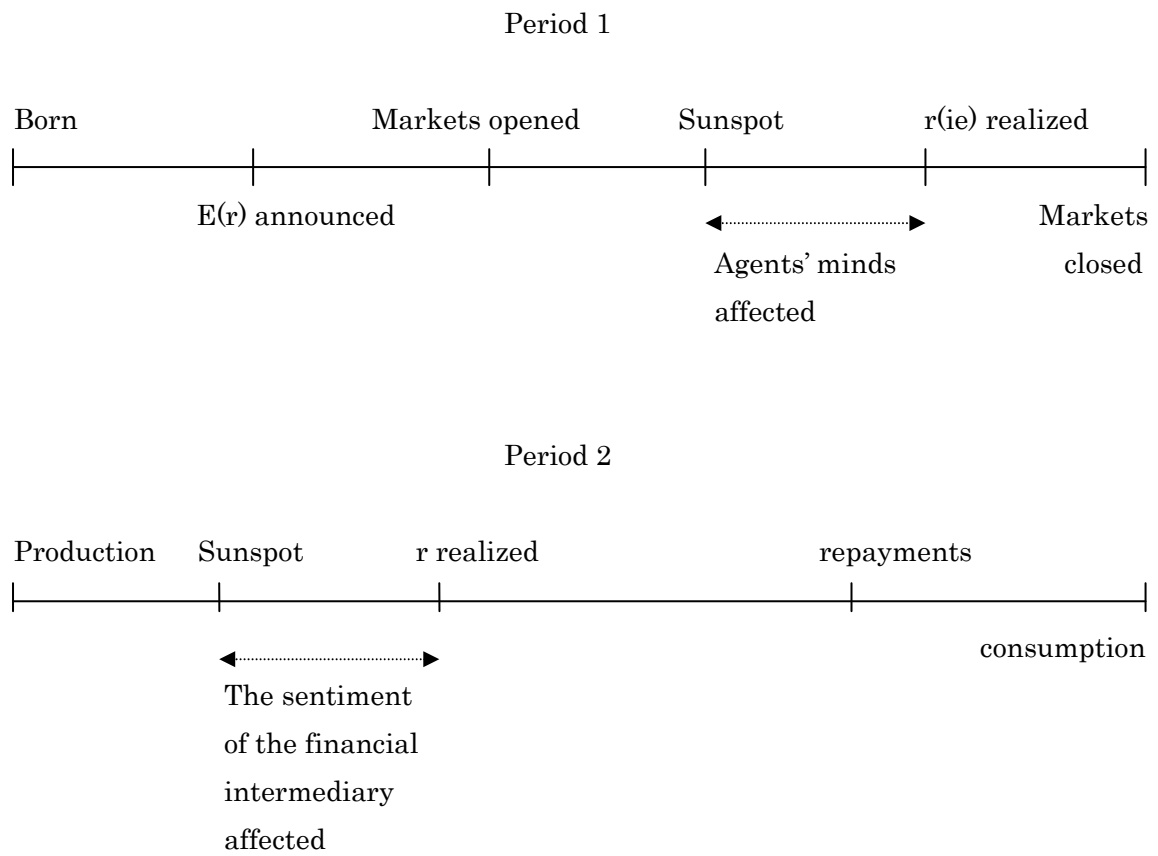 Period 1
Born Markets opened Sunspot r(ie) realized
E(r) announced Markets
closed
Agents’ minds
affected
Period 2
Production Sunspot r realized repayments
consumption
The sentiment
of the financial
intermediary
affected